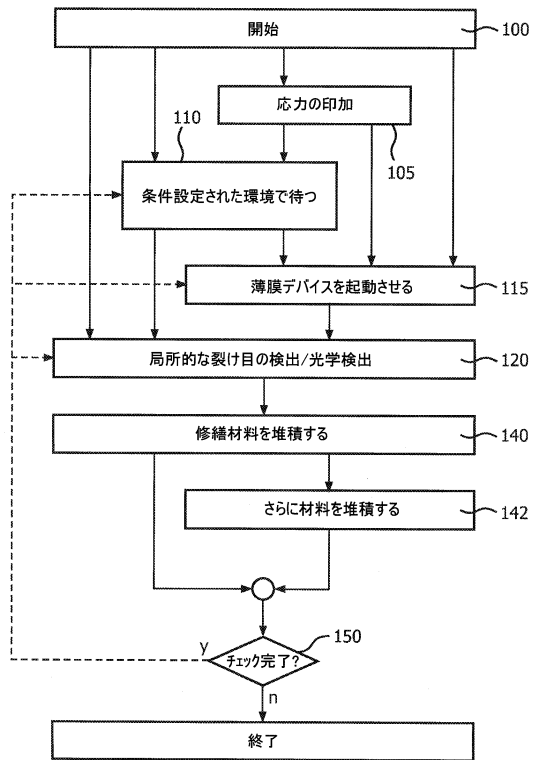 開始
100
応力の印加
105
110
条件設定された環境で待つ
薄膜デバイスを起動させる
115
局所的な裂け目の検出/光学検出
120
修繕材料を堆積する
140
さらに材料を堆積する
142
150
y
チェック完了?
n
終了